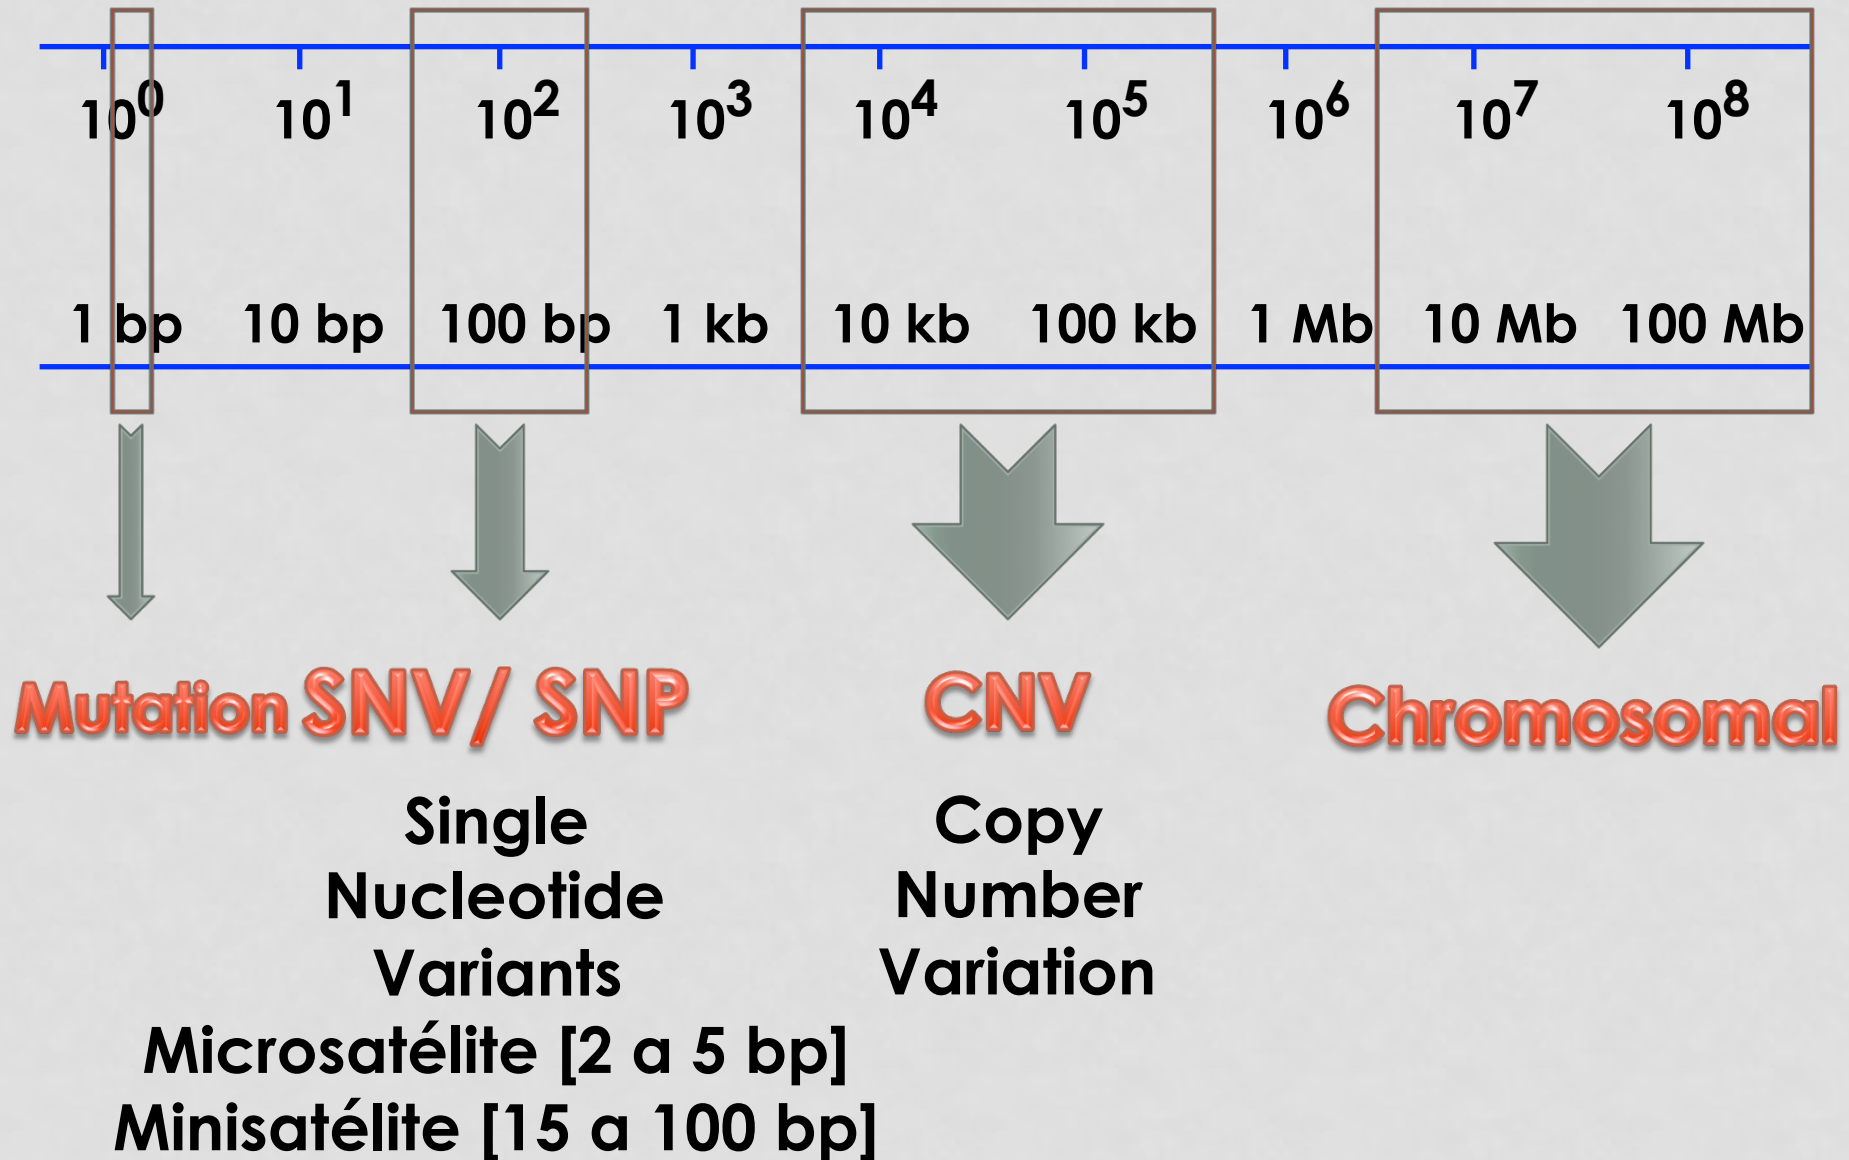 10⁰ 10¹ 10² 10³ 10⁴ 10⁵ 10⁶ 10⁷ 10⁸
1 bp 10 bp 100 bp 1 kb 10 kb 100 kb 1 Mb 10 Mb 100 Mb
Mutation SNV/ SNP CNV Chromosomal
Single Copy
Nucleotide Number
Variants Variation
Microsatélite [2 a 5 bp]
Minisatélite [15 a 100 bp]